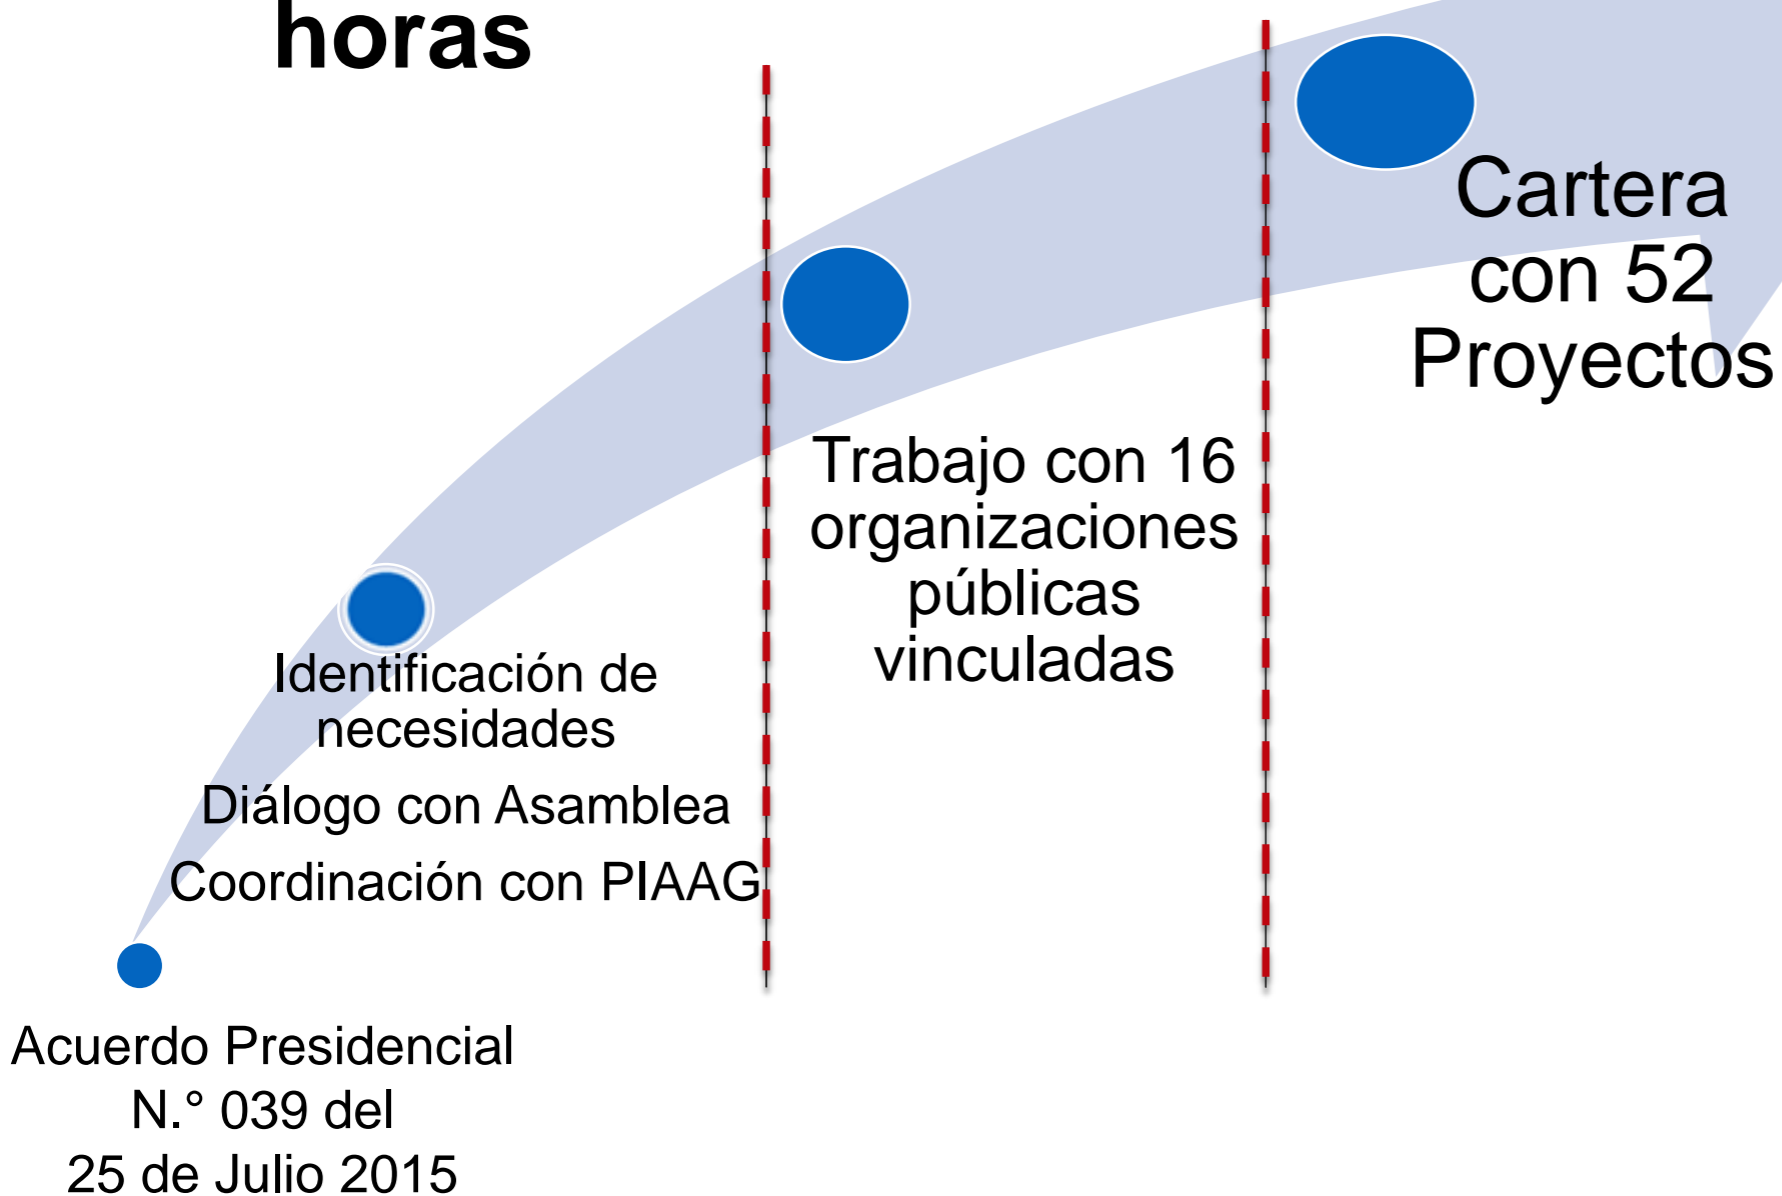 horas
Cartera
con 52
Proyectos
Trabajo con 16
organizaciones
públicas
vinculadas
Identificación de
necesidades
Diálogo con Asamblea
Coordinación con PIAAG
Acuerdo Presidencial
N.° 039 del
25 de Julio 2015